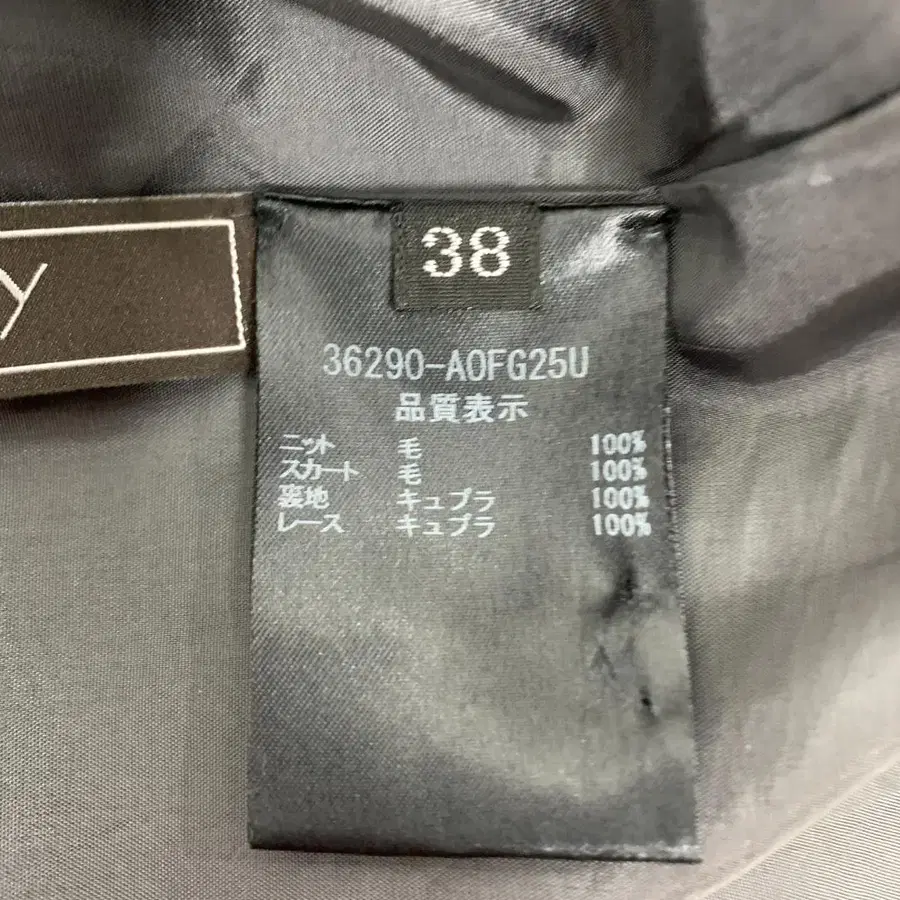 y
38
36290-A0FG25U
品質表示
ニット 毛 100%
スカート 毛 100%
裏地 キュプラ 100%
レース キュプラ 100%